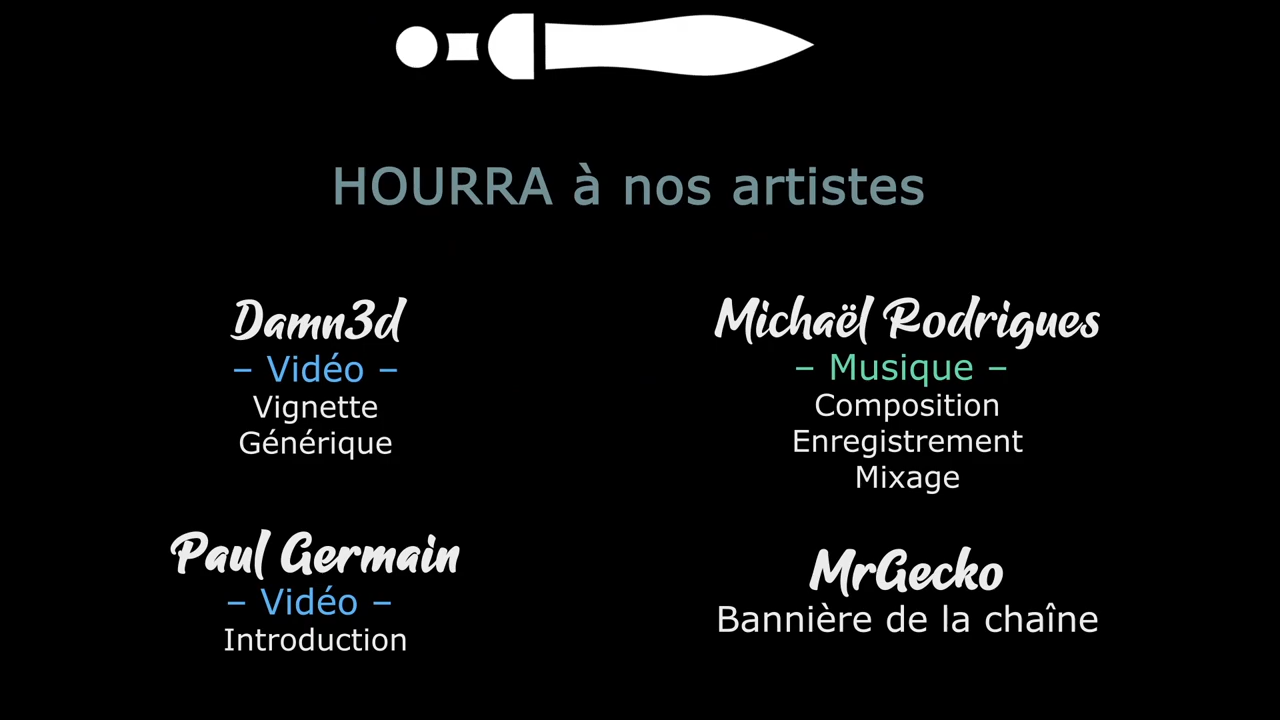 HOURRA à nos artistes
Damn3d
– Vidéo –
Vignette
Générique
Michaël Rodrigues
– Musique –
Composition
Enregistrement
Mixage
Paul Germain
– Vidéo –
Introduction
MrGecko
Bannière de la chaîne